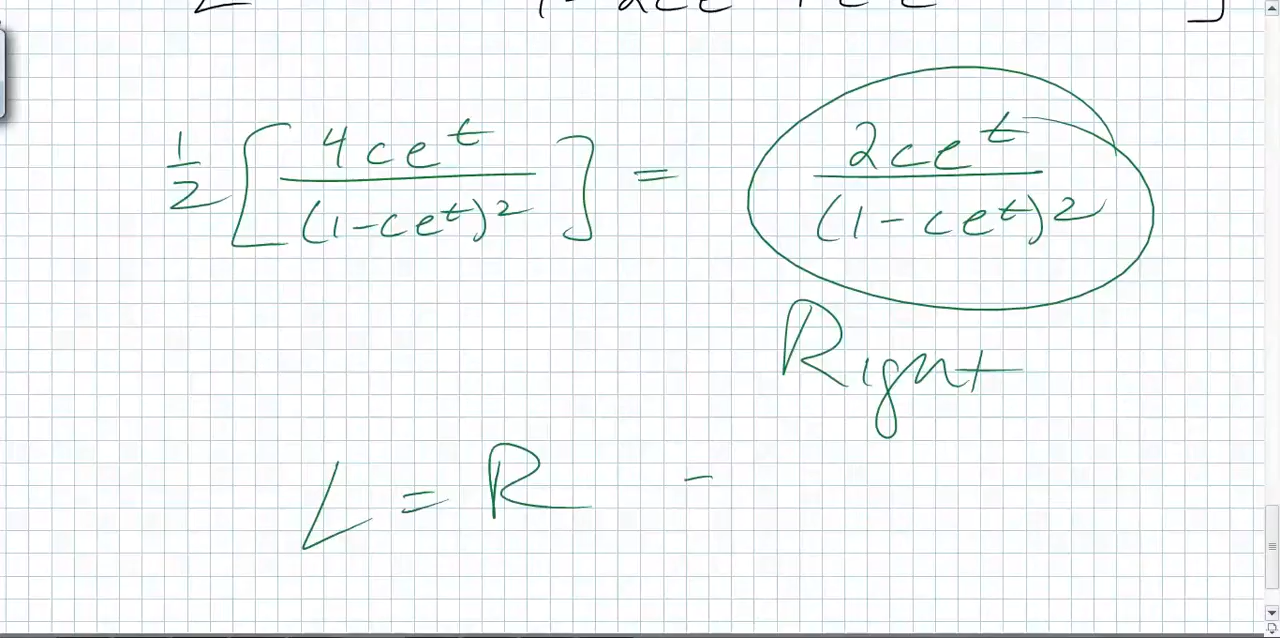 1/2 [4ce^t / (1-ce^t)^2] = 2ce^t / (1-ce^t)^2
Right
L = R -